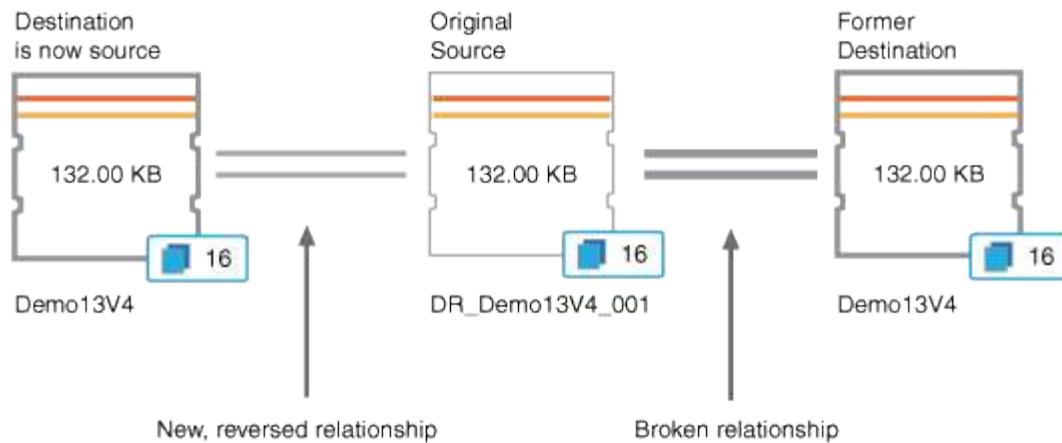 Destination
is now source
Original
Source
Former
Destination
132.00 KB
132.00 KB
132.00 KB
16
16
16
Demo13V4
DR_Demo13V4_001
Demo13V4
New, reversed relationship
Broken relationship